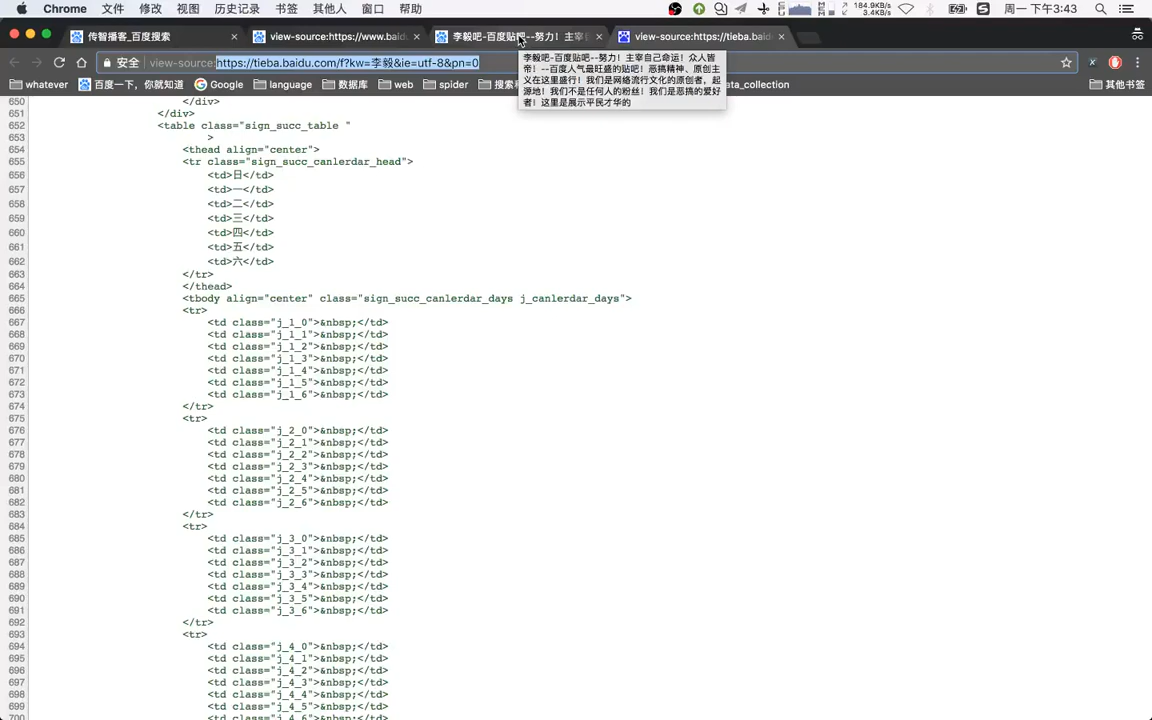 Chrome 文件 修改 视图 历史记录 书签 其他人 窗口 帮助 184.9KB/s 3.4KB/s 周一 下午3:43
传智播客_百度搜索 view-source:https://www.baid 李毅吧-百度贴吧--努力！主宰 view-source:https://tieba.baidu
安全 view-source:https://tieba.baidu.com/f?kw=李毅&ie=utf-8&pn=0
李毅吧-百度贴吧--努力！主宰自己命运！众人皆
帝！--百度人气最旺盛的贴吧！恶搞精神、原创主
义在这里盛行！我们是网络流行文化的原创者，起
源地！我们不是任何人的粉丝！我们是恶搞的爱好
者！这里是展示平民才华的
whatever 百度一下，你就知道 Google language 数据库 web spider 搜索 ata_collection 其他书签
650 </div>
651 </div>
652 <table class="sign_succ_table "
653 >
654 <thead align="center">
655 <tr class="sign_succ_canlerdar_head">
656 <td>日</td>
657 <td>一</td>
658 <td>二</td>
659 <td>三</td>
660 <td>四</td>
661 <td>五</td>
662 <td>六</td>
663 </tr>
664 </thead>
665 <tbody align="center" class="sign_succ_canlerdar_days j_canlerdar_days">
666 <tr>
667 <td class="j_1_0">&nbsp;</td>
668 <td class="j_1_1">&nbsp;</td>
669 <td class="j_1_2">&nbsp;</td>
670 <td class="j_1_3">&nbsp;</td>
671 <td class="j_1_4">&nbsp;</td>
672 <td class="j_1_5">&nbsp;</td>
673 <td class="j_1_6">&nbsp;</td>
674 </tr>
675 <tr>
676 <td class="j_2_0">&nbsp;</td>
677 <td class="j_2_1">&nbsp;</td>
678 <td class="j_2_2">&nbsp;</td>
679 <td class="j_2_3">&nbsp;</td>
680 <td class="j_2_4">&nbsp;</td>
681 <td class="j_2_5">&nbsp;</td>
682 <td class="j_2_6">&nbsp;</td>
683 </tr>
684 <tr>
685 <td class="j_3_0">&nbsp;</td>
686 <td class="j_3_1">&nbsp;</td>
687 <td class="j_3_2">&nbsp;</td>
688 <td class="j_3_3">&nbsp;</td>
689 <td class="j_3_4">&nbsp;</td>
690 <td class="j_3_5">&nbsp;</td>
691 <td class="j_3_6">&nbsp;</td>
692 </tr>
693 <tr>
694 <td class="j_4_0">&nbsp;</td>
695 <td class="j_4_1">&nbsp;</td>
696 <td class="j_4_2">&nbsp;</td>
697 <td class="j_4_3">&nbsp;</td>
698 <td class="j_4_4">&nbsp;</td>
699 <td class="j_4_5">&nbsp;</td>
700 <td class="j_4_6">&nbsp;</td>